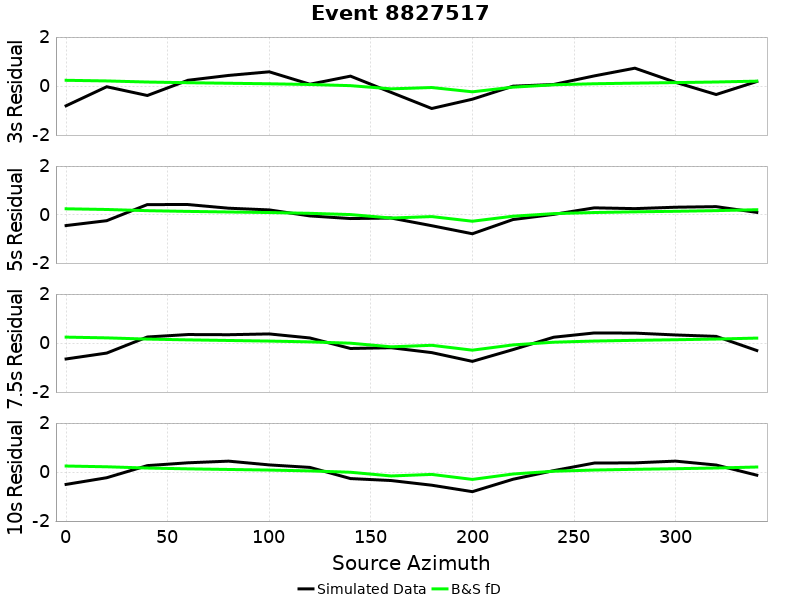 Event 8827517
3s Residual
2
0
-2
5s Residual
2
0
-2
7.5s Residual
2
0
-2
10s Residual
2
0
-2
0 50 100 150 200 250 300
Source Azimuth
Simulated Data B&S fD